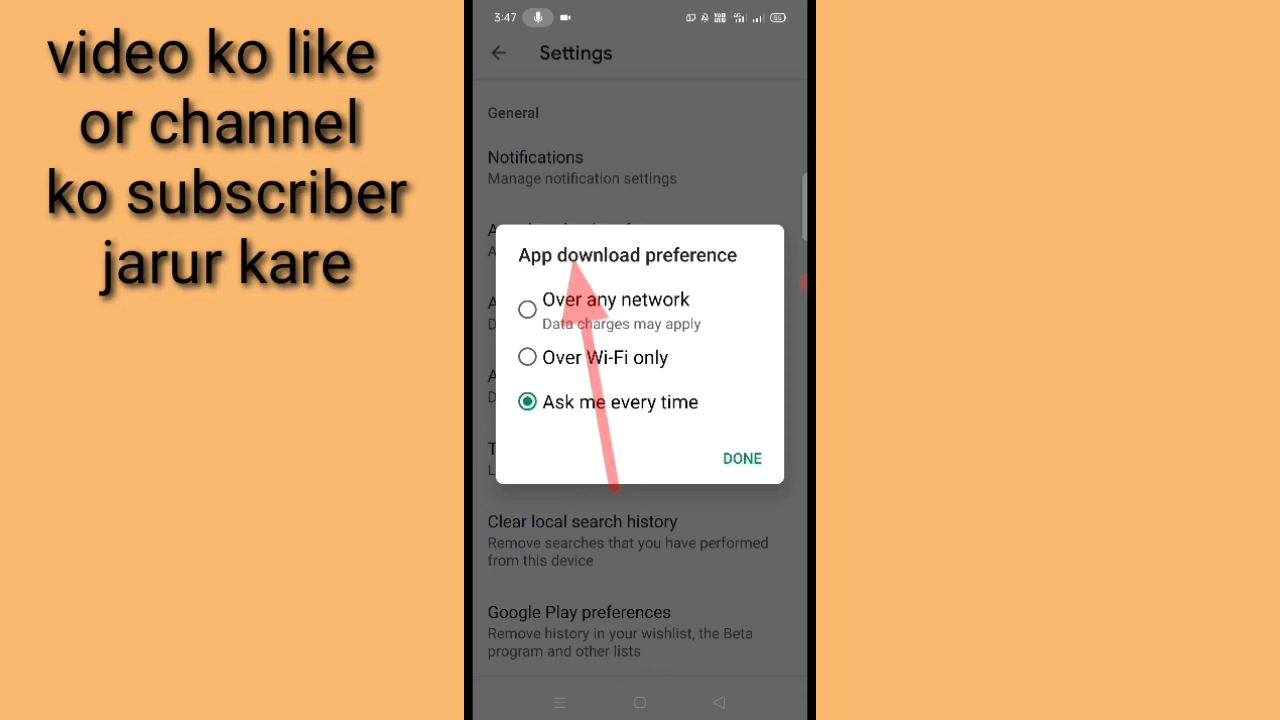 video ko like
or channel
ko subscriber
jarur kare
3:47
Settings
General
Notifications
Manage notification settings
App download preference
Over any network
Data charges may apply
Over Wi-Fi only
Ask me every time
DONE
Clear local search history
Remove searches that you have performed
from this device
Google Play preferences
Remove history in your wishlist, the Beta
program and other lists